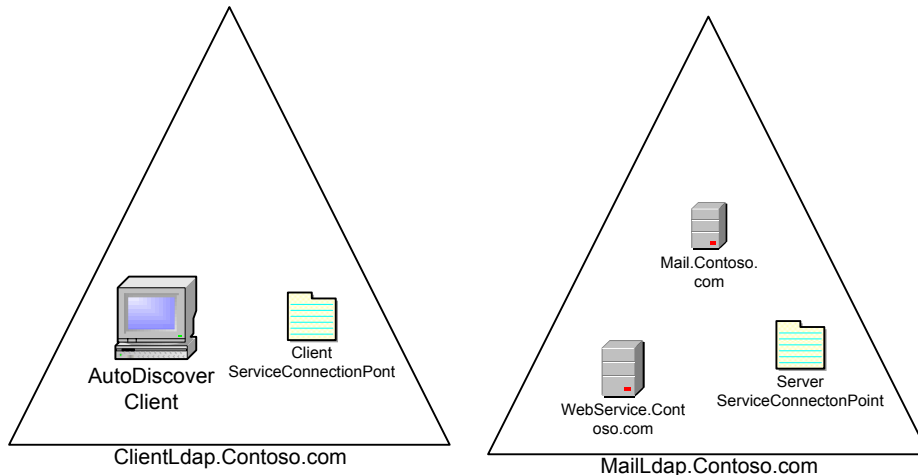 AutoDiscover
Client
Client
ServiceConnectionPont
ClientLdap.Contoso.com
Mail.Contoso.
com
WebService.Cont
oso.com
Server
ServiceConnectonPoint
MailLdap.Contoso.com